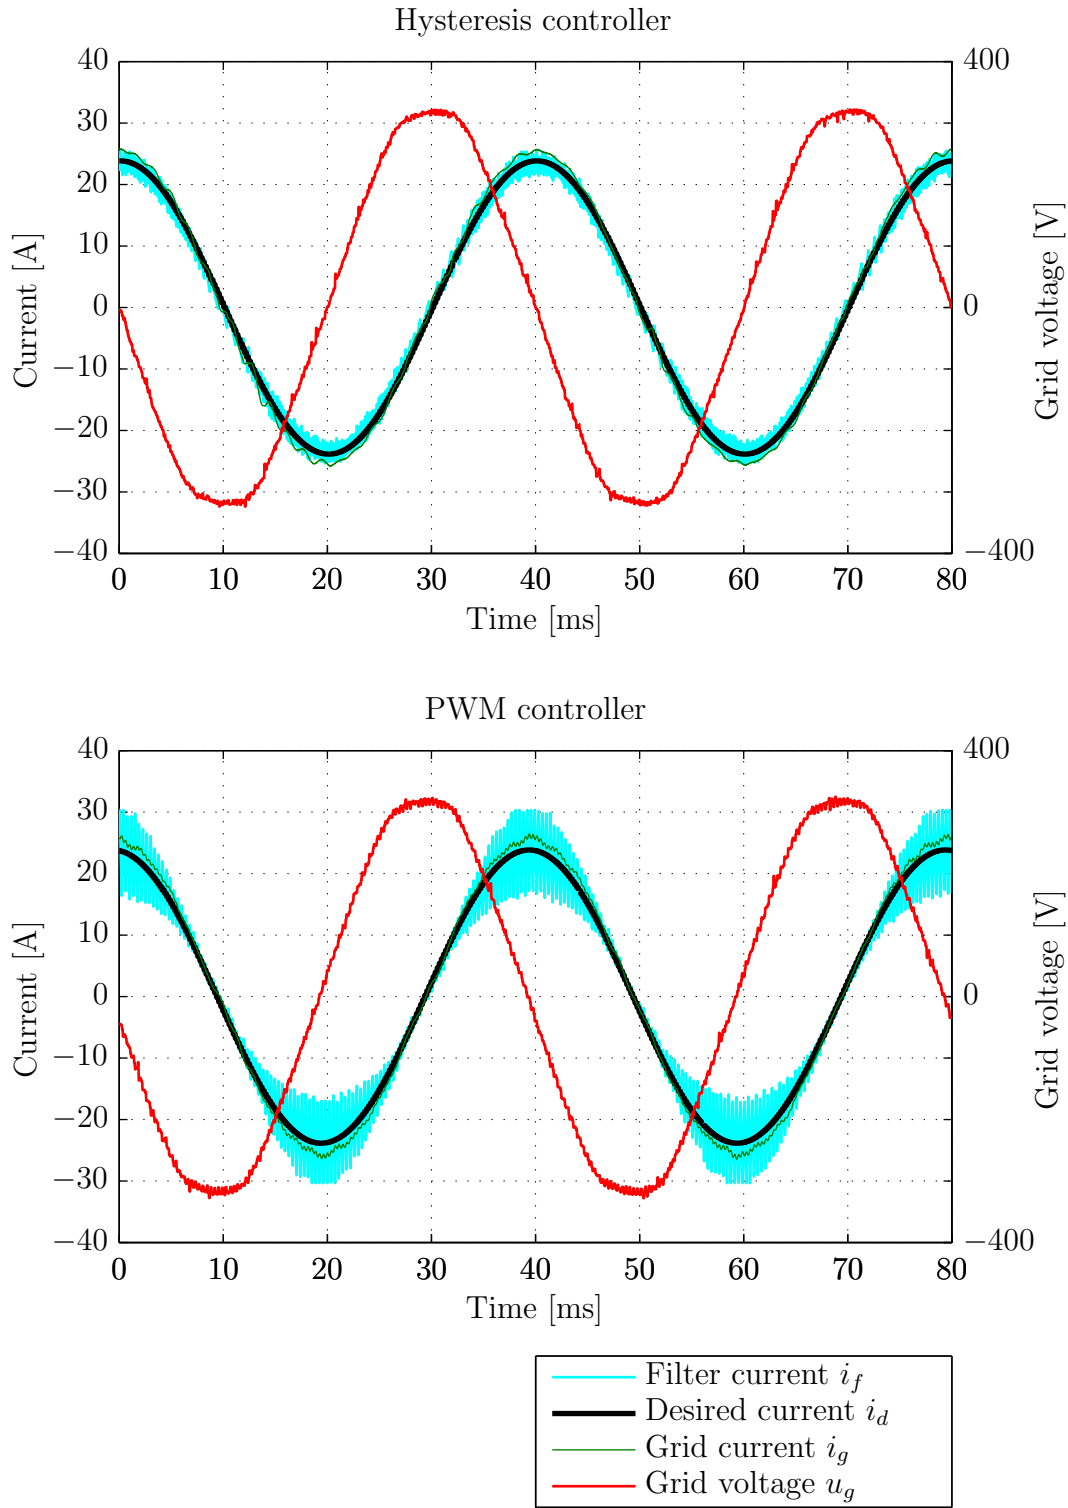 Hysteresis controller
40
30
20
10
0
−10
−20
−30
−40
Current [A]
400
0
−400
Grid voltage [V]
0 10 20 30 40 50 60 70 80
Time [ms]
PWM controller
40
30
20
10
0
−10
−20
−30
−40
Current [A]
400
0
−400
Grid voltage [V]
0 10 20 30 40 50 60 70 80
Time [ms]
Filter current i_f
Desired current i_d
Grid current i_g
Grid voltage u_g